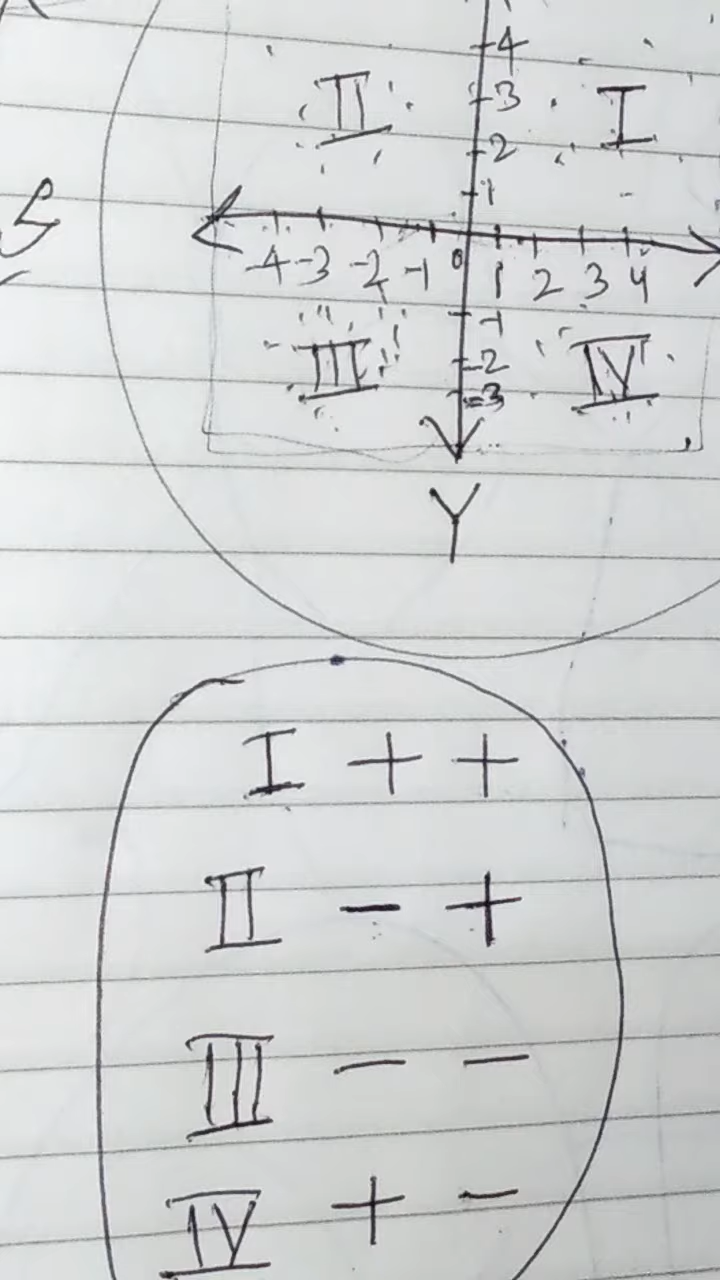 4
II 3 I
2
1
-4 -3 -2 -1 0 1 2 3 4
-1
III -2 IV
-3
Y
I + +
II - +
III - -
IV + -